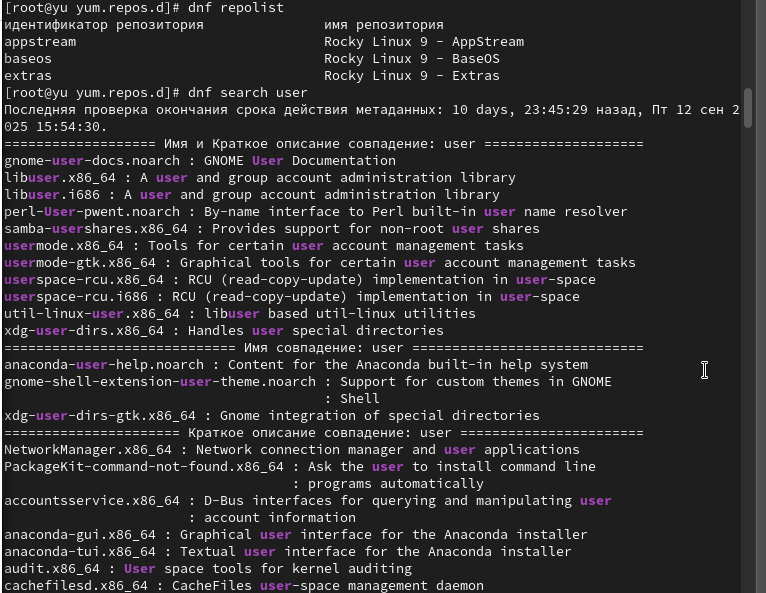 [root@yu yum.repos.d]# dnf repolist
идентификатор репозитория имя репозитория
appstream Rocky Linux 9 - AppStream
baseos Rocky Linux 9 - BaseOS
extras Rocky Linux 9 - Extras
[root@yu yum.repos.d]# dnf search user
Последняя проверка окончания срока действия метаданных: 10 days, 23:45:29 назад, Пт 12 сен 2
025 15:54:30.
=================== Имя и Краткое описание совпадение: user ====================
gnome-user-docs.noarch : GNOME User Documentation
libuser.x86_64 : A user and group account administration library
libuser.i686 : A user and group account administration library
perl-User-pwent.noarch : By-name interface to Perl built-in user name resolver
samba-usershares.x86_64 : Provides support for non-root user shares
usermode.x86_64 : Tools for certain user account management tasks
usermode-gtk.x86_64 : Graphical tools for certain user account management tasks
userspace-rcu.x86_64 : RCU (read-copy-update) implementation in user-space
userspace-rcu.i686 : RCU (read-copy-update) implementation in user-space
util-linux-user.x86_64 : libuser based util-linux utilities
xdg-user-dirs.x86_64 : Handles user special directories
============================= Имя совпадение: user =============================
anaconda-user-help.noarch : Content for the Anaconda built-in help system
gnome-shell-extension-user-theme.noarch : Support for custom themes in GNOME
: Shell
xdg-user-dirs-gtk.x86_64 : Gnome integration of special directories
====================== Краткое описание совпадение: user =======================
NetworkManager.x86_64 : Network connection manager and user applications
PackageKit-command-not-found.x86_64 : Ask the user to install command line
: programs automatically
accountsservice.x86_64 : D-Bus interfaces for querying and manipulating user
: account information
anaconda-gui.x86_64 : Graphical user interface for the Anaconda installer
anaconda-tui.x86_64 : Textual user interface for the Anaconda installer
audit.x86_64 : User space tools for kernel auditing
cachefilesd.x86_64 : CacheFiles user-space management daemon